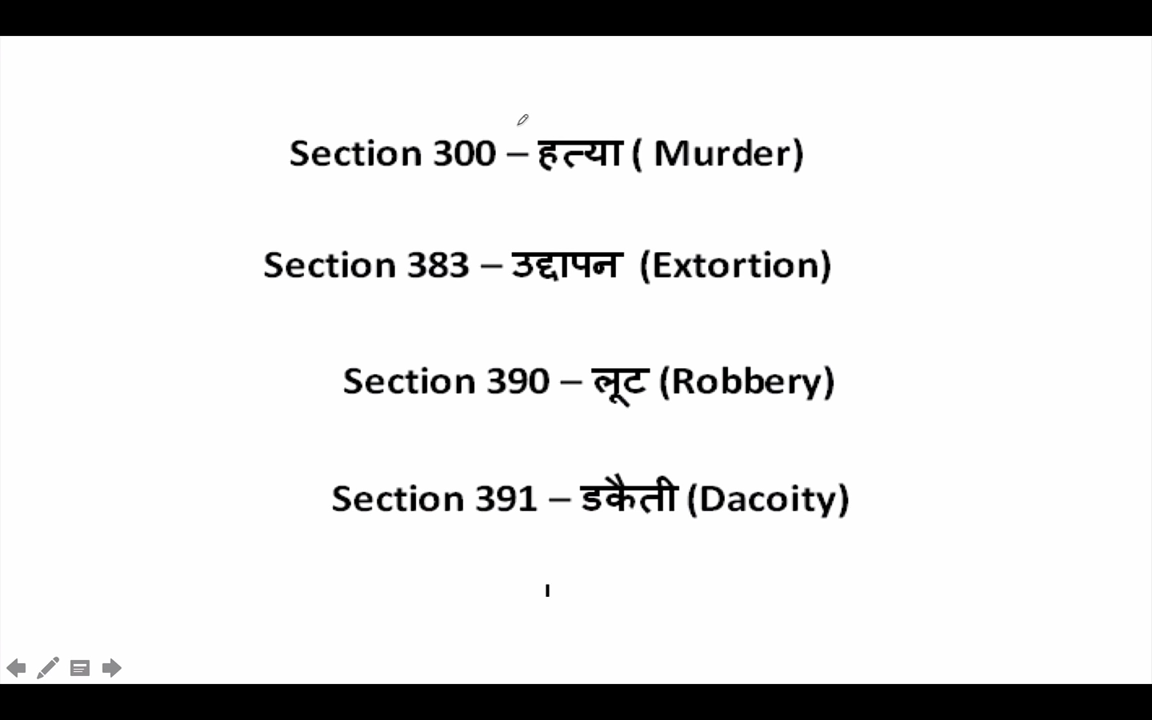 Section 300 – हत्या ( Murder)
Section 383 – उद्दापन (Extortion)
Section 390 – लूट (Robbery)
Section 391 – डकैती (Dacoity)